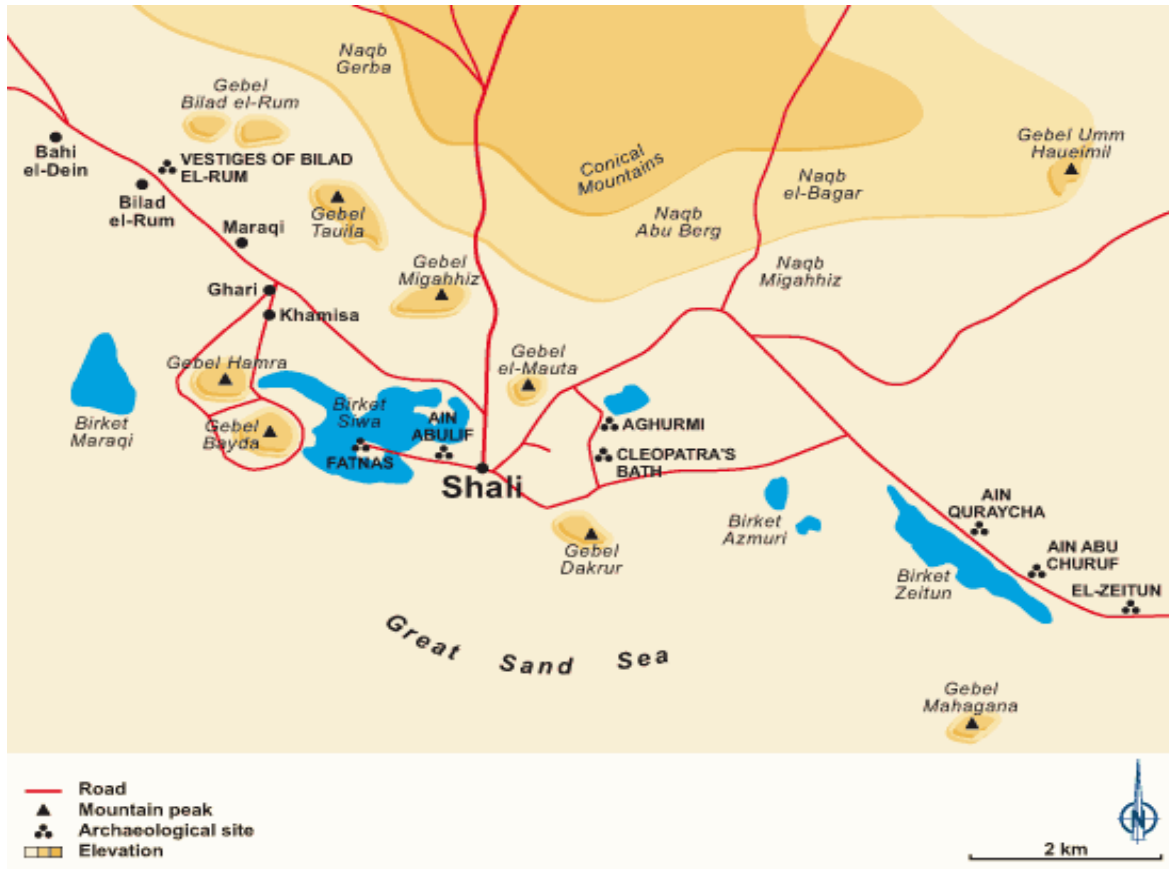 Naqb
Gerba
Gebel
Bilad el-Rum
Bahi
el-Dein
VESTIGES OF BILAD
EL-RUM
Bilad
el-Rum
Gebel
Tauila
Conical
Mountains
Naqb
el-Bagar
Gebel Umm
Haueimil
Naqb
Abu Berg
Maraqi
Gebel
Migahhiz
Naqb
Migahhiz
Ghari
Khamisa
Gebel Hamra
Gebel
el-Mauta
Birket
Maraqi
Birket
Siwa
Gebel
Bayda
AIN
ABULIF
FATNAS
AGHURMI
CLEOPATRA'S
BATH
Shali
Gebel
Dakrur
Birket
Azmuri
AIN
QURAYCHA
AIN ABU
CHURUF
Birket
Zeitun
EL-ZEITUN
Great Sand Sea
Gebel
Mahagana
Road
Mountain peak
Archaeological site
Elevation
N
2 km